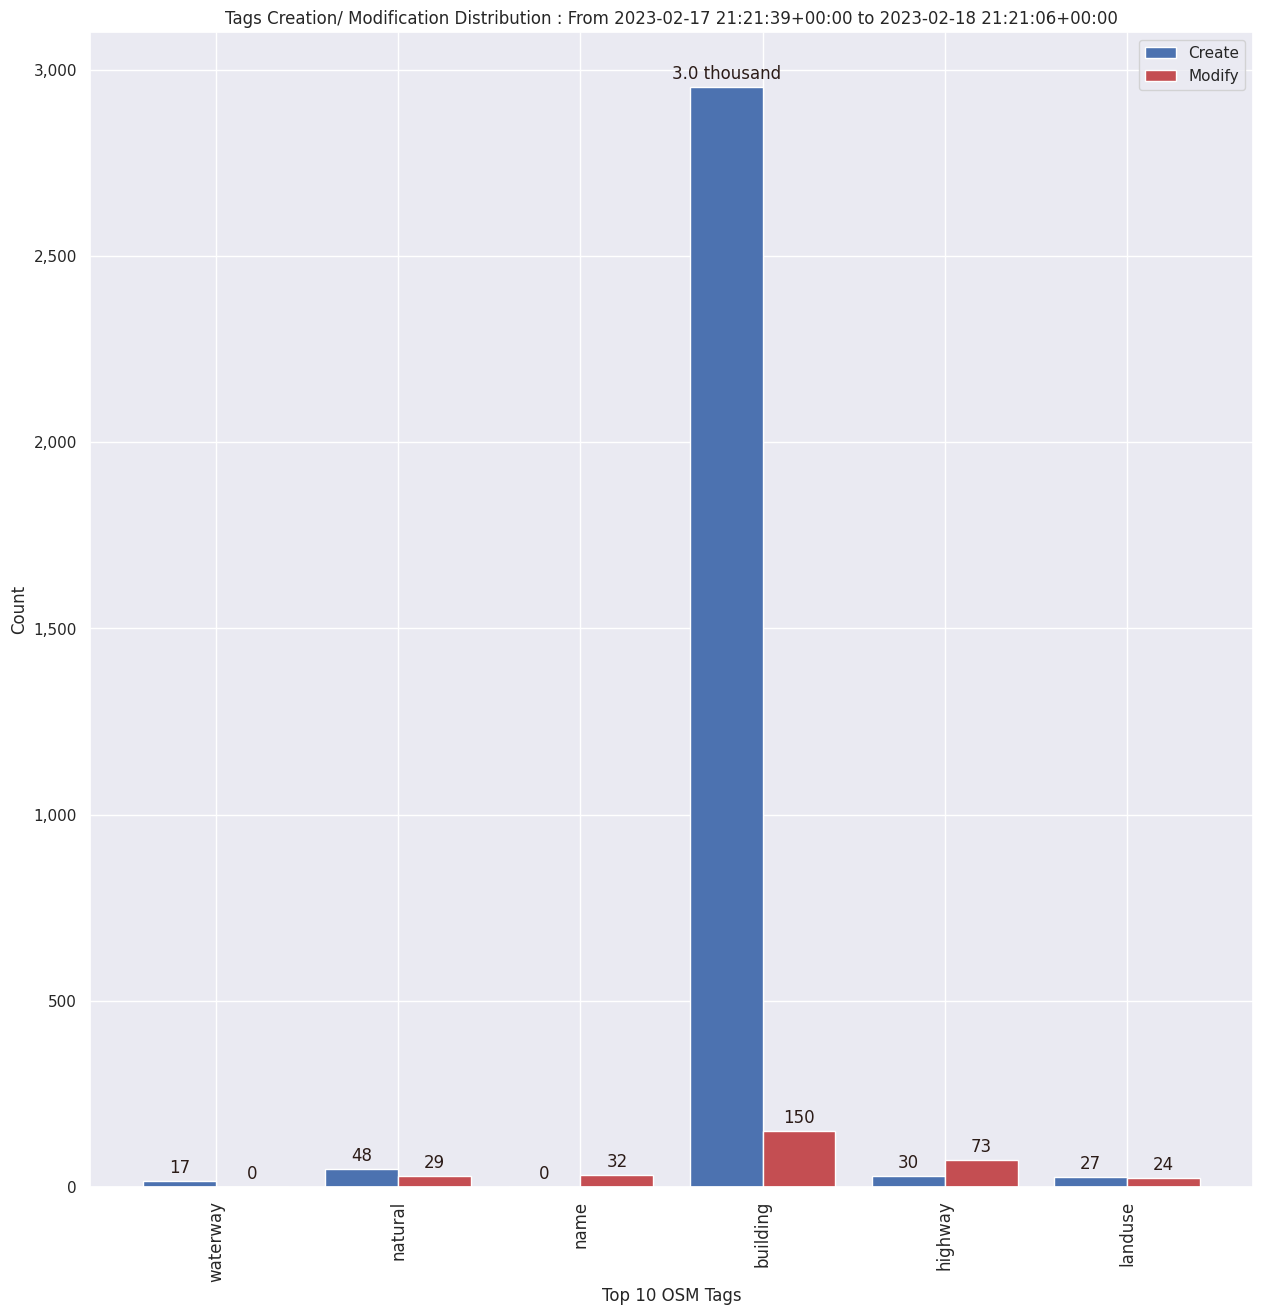 Tags Creation/ Modification Distribution : From 2023-02-17 21:21:39+00:00 to 2023-02-18 21:21:06+00:00
Create
Modify
3,000
2,500
2,000
1,500
1,000
500
0
Count
3.0 thousand
17
0
48
29
0
32
150
30
73
27
24
waterway
natural
name
building
highway
landuse
Top 10 OSM Tags